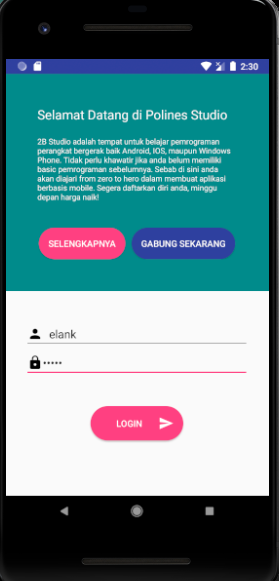 2:30
Selamat Datang di Polines Studio
2B Studio adalah tempat untuk belajar pemrograman
perangkat bergerak baik Android, IOS, maupun Windows
Phone. Tidak perlu khawatir jika anda belum memiliki
basic pemrograman sebelumnya. Sebab di sini anda
akan diajari from zero to hero dalam membuat aplikasi
berbasis mobile. Segera daftarkan diri anda, minggu
depan harga naik!
SELENGKAPNYA GABUNG SEKARANG
elank
•••••
LOGIN